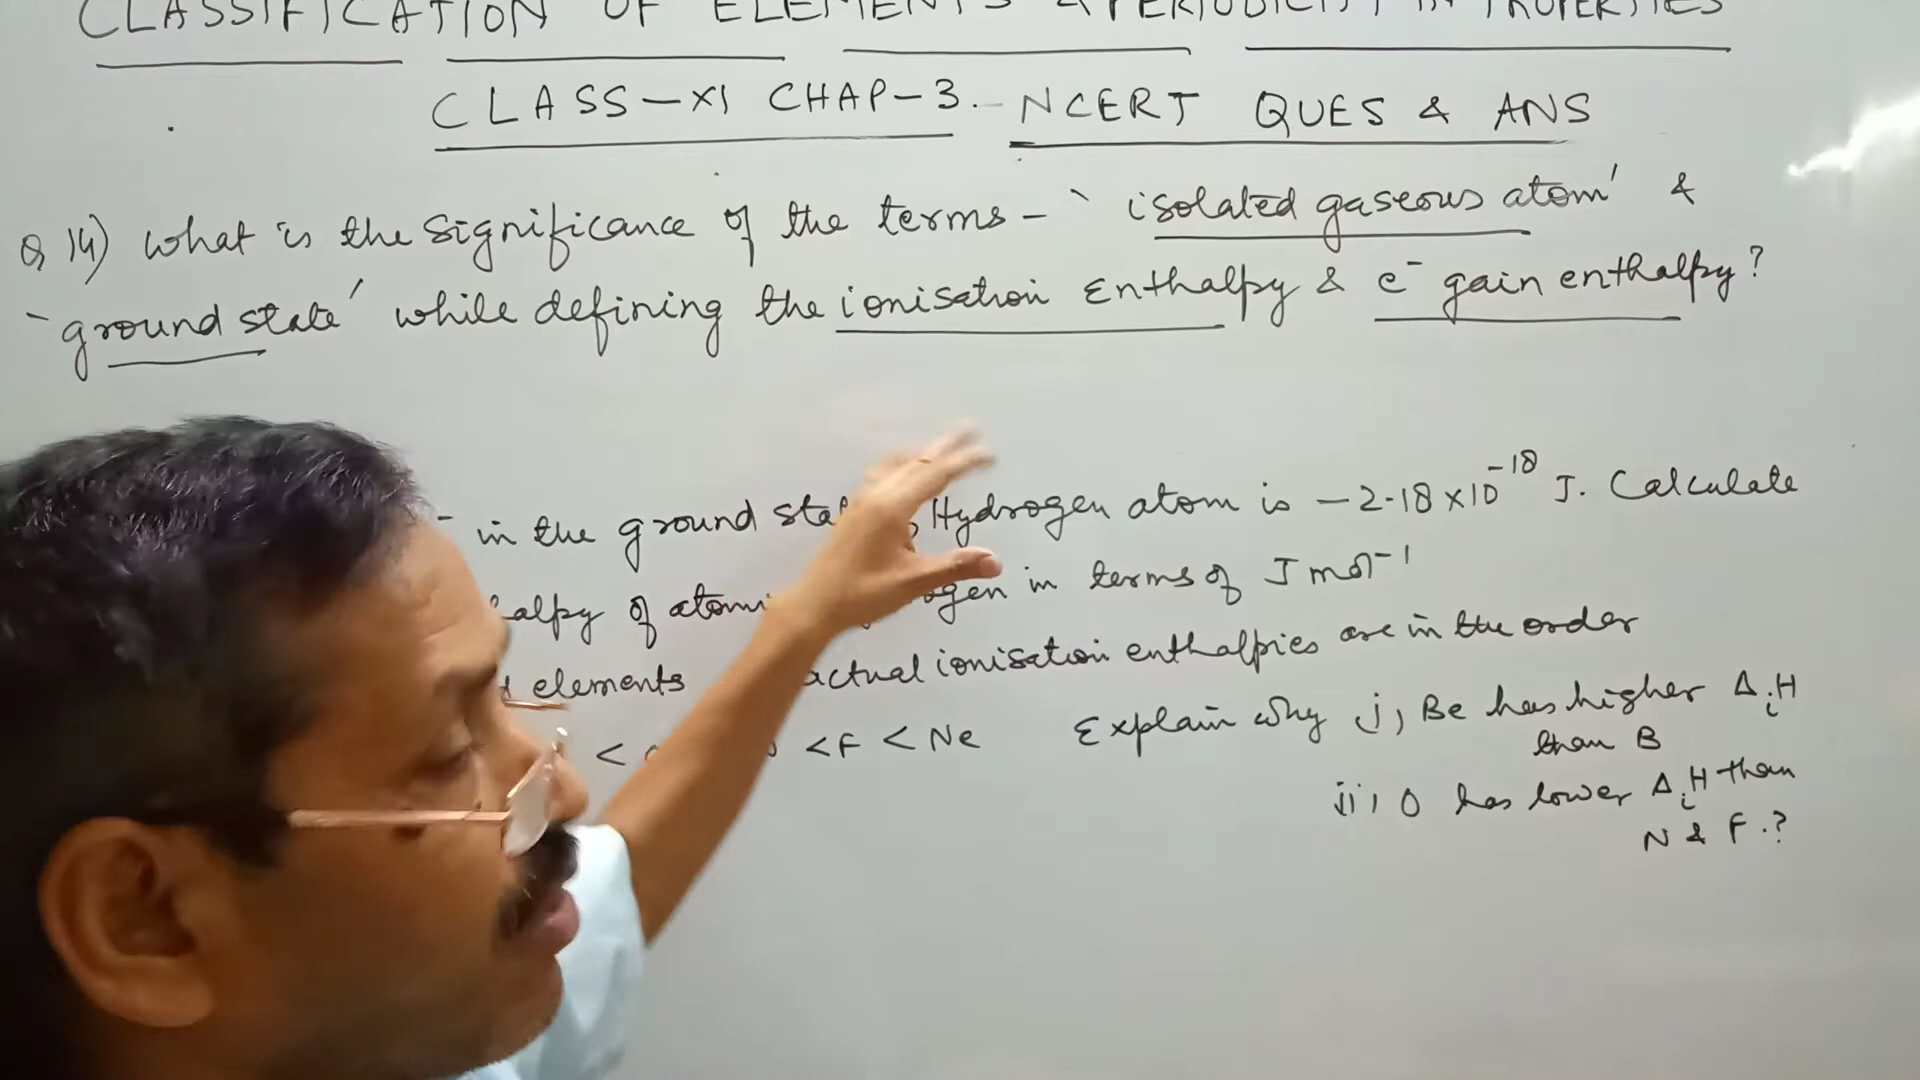 CLASSIFICATION OF ELEMENTS & PERIODICITY IN PROPERTIES
CLASS-XI CHAP-3. NCERT QUES & ANS
Q 14) What is the significance of the terms - ` isolated gaseous atom' &
- ground state' while defining the ionisation Enthalpy & e⁻ gain enthalpy?
in the ground Hydrogen atom is -2.18 x 10⁻¹⁸ J. Calculate
of in terms of J mol⁻¹
elements actual ionisation enthalpies are in the order
< < F < Ne Explain why i, Be has higher ΔᵢH
than B
ii, O has lower ΔᵢH than
N & F.?